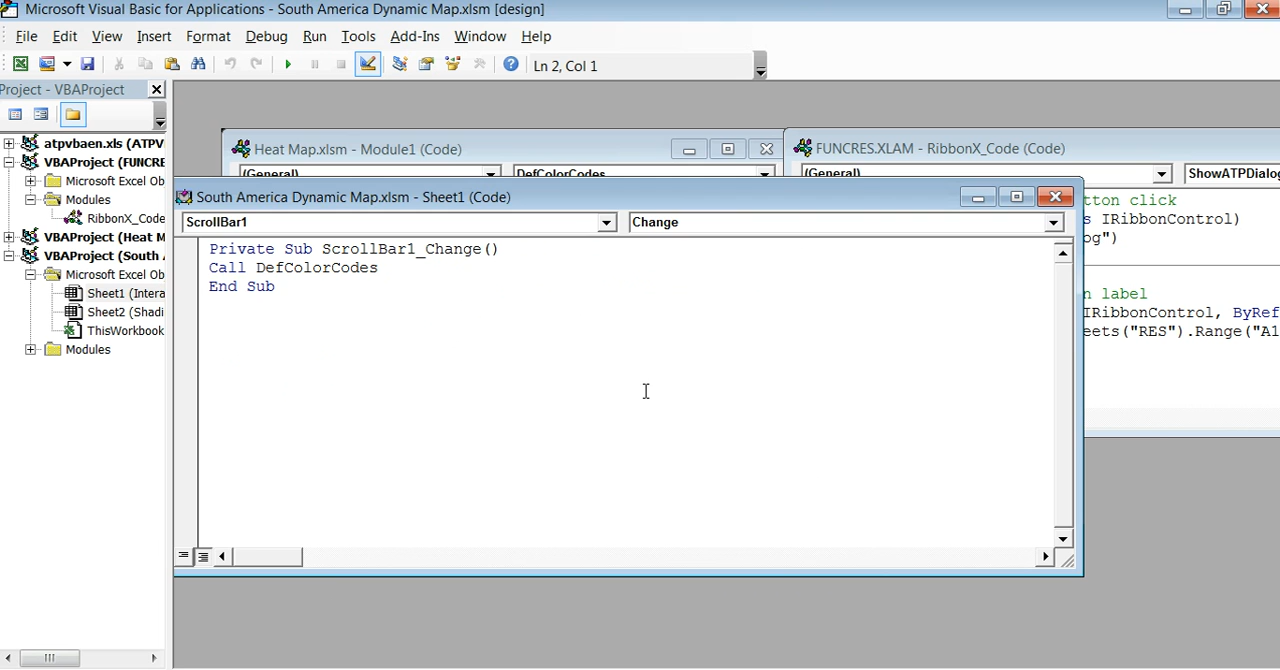 Microsoft Visual Basic for Applications - South America Dynamic Map.xlsm [design]
File Edit View Insert Format Debug Run Tools Add-Ins Window Help
Ln 2, Col 1
Project - VBAProject
atpvbaen.xls (ATPV
VBAProject (FUNCRE
Microsoft Excel Ob
Modules
RibbonX_Code
VBAProject (Heat M
VBAProject (South A
Microsoft Excel Ob
Sheet1 (Intera
Sheet2 (Shadi
ThisWorkbook
Modules
Heat Map.xlsm - Module1 (Code)
(General) DefColorCodes
FUNCRES.XLAM - RibbonX_Code (Code)
(General) ShowATPDialog
tton click
s IRibbonControl)
og")
n label
IRibbonControl, ByRef
eets("RES").Range("A1
South America Dynamic Map.xlsm - Sheet1 (Code)
ScrollBar1 Change
Private Sub ScrollBar1_Change()
Call DefColorCodes
End Sub